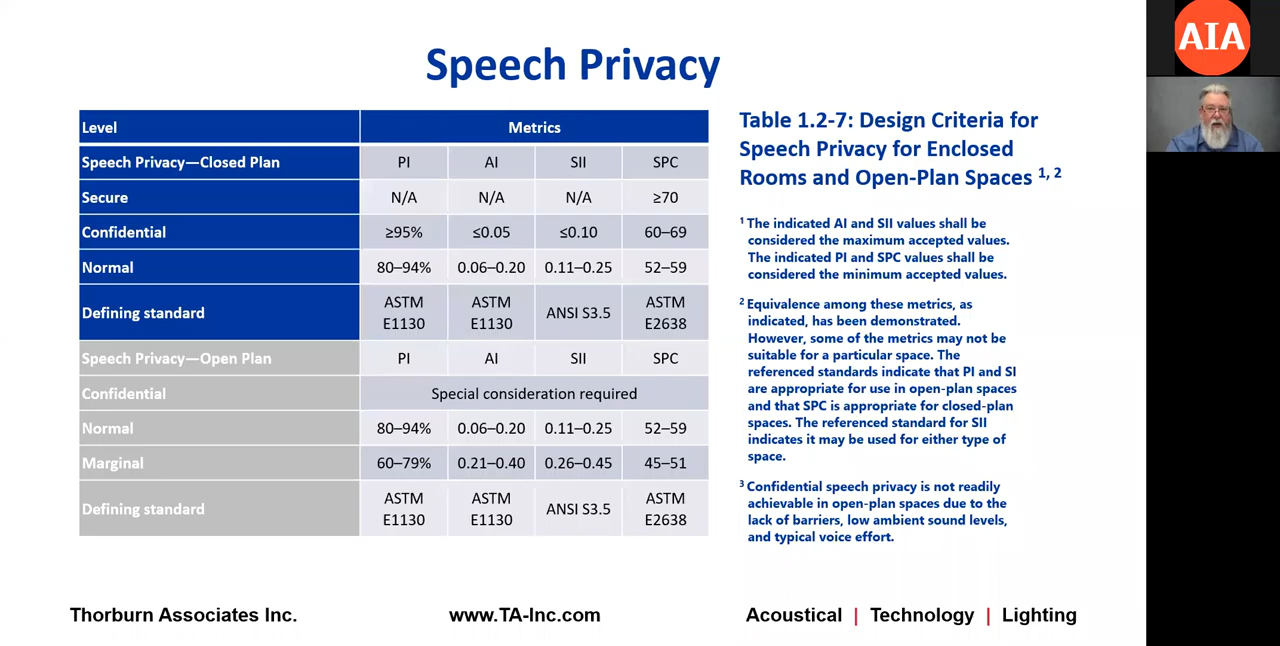 Speech Privacy
Level Metrics
Speech Privacy—Closed Plan PI AI SII SPC
Secure N/A N/A N/A ≥70
Confidential ≥95% ≤0.05 ≤0.10 60–69
Normal 80–94% 0.06–0.20 0.11–0.25 52–59
Defining standard ASTM E1130 ASTM E1130 ANSI S3.5 ASTM E2638
Speech Privacy—Open Plan PI AI SII SPC
Confidential Special consideration required
Normal 80–94% 0.06–0.20 0.11–0.25 52–59
Marginal 60–79% 0.21–0.40 0.26–0.45 45–51
Defining standard ASTM E1130 ASTM E1130 ANSI S3.5 ASTM E2638
Table 1.2-7: Design Criteria for
Speech Privacy for Enclosed
Rooms and Open-Plan Spaces 1, 2
1 The indicated AI and SII values shall be
considered the maximum accepted values.
The indicated PI and SPC values shall be
considered the minimum accepted values.
2 Equivalence among these metrics, as
indicated, has been demonstrated.
However, some of the metrics may not be
suitable for a particular space. The
referenced standards indicate that PI and SI
are appropriate for use in open-plan spaces
and that SPC is appropriate for closed-plan
spaces. The referenced standard for SII
indicates it may be used for either type of
space.
3 Confidential speech privacy is not readily
achievable in open-plan spaces due to the
lack of barriers, low ambient sound levels,
and typical voice effort.
Thorburn Associates Inc. www.TA-Inc.com Acoustical | Technology | Lighting
AIA